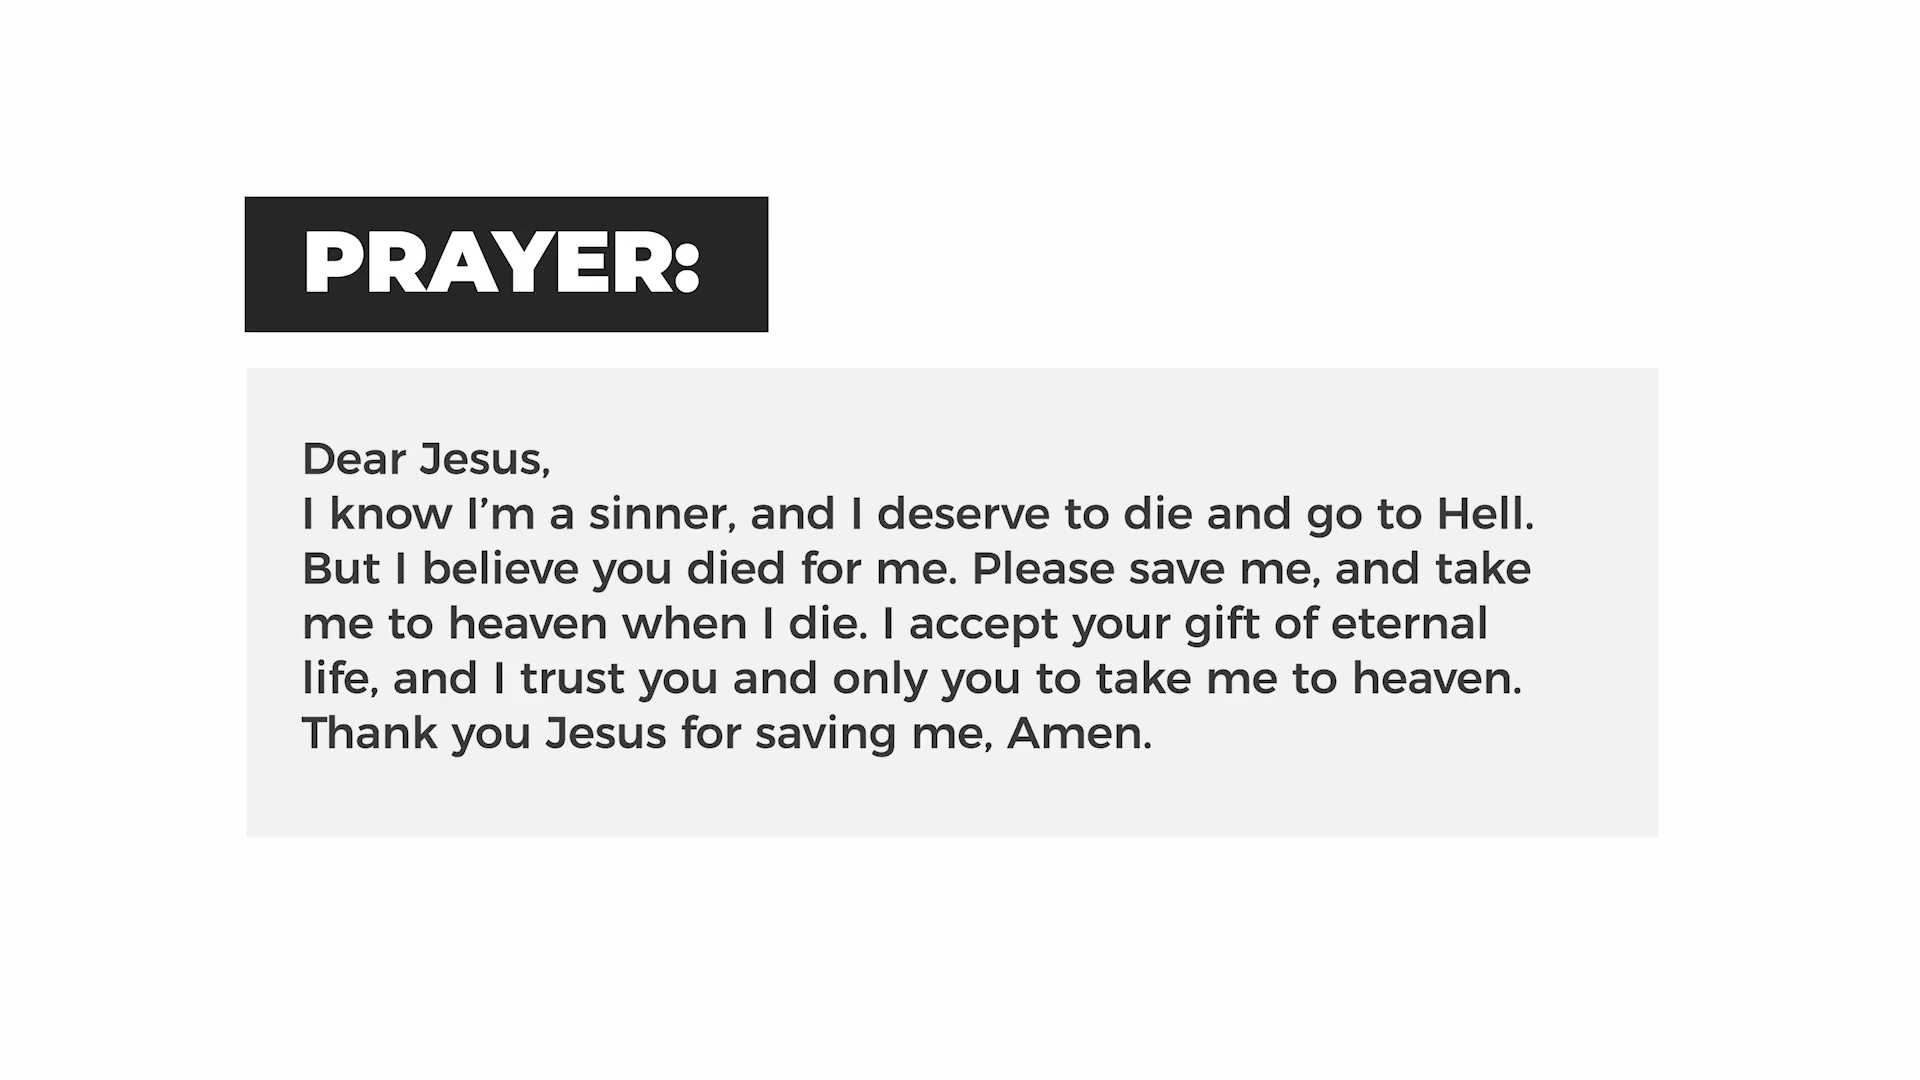 PRAYER:
Dear Jesus,
I know I’m a sinner, and I deserve to die and go to Hell.
But I believe you died for me. Please save me, and take
me to heaven when I die. I accept your gift of eternal
life, and I trust you and only you to take me to heaven.
Thank you Jesus for saving me, Amen.